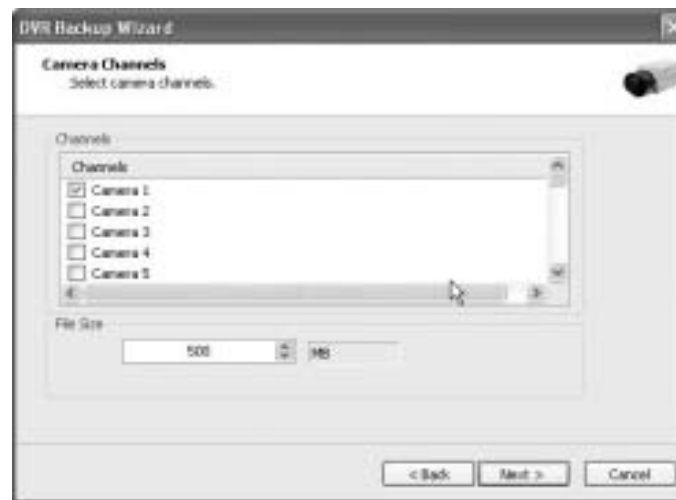 DVR Backup Wizard
Camera Channels
Select camera channels.
Channels
Channels
Camera 1
Camera 2
Camera 3
Camera 4
Camera 5
File Size
500 MB
< Back Next > Cancel